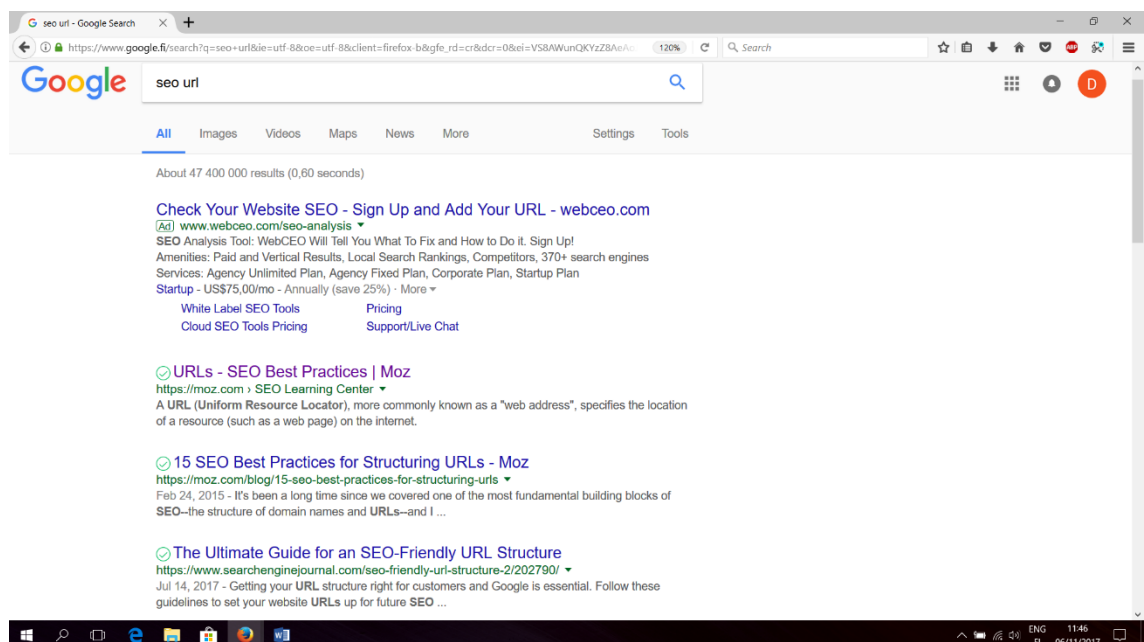 seo url - Google Search
https://www.google.fi/search?q=seo+url&ie=utf-8&oe=utf-8&client=firefox-b&gfe_rd=cr&dcr=0&ei=VS8AWunQKYzZ8AeA
120%
Search
Google
seo url
D
All Images Videos Maps News More Settings Tools
About 47 400 000 results (0,60 seconds)
Check Your Website SEO - Sign Up and Add Your URL - webceo.com
Ad www.webceo.com/seo-analysis
SEO Analysis Tool: WebCEO Will Tell You What To Fix and How to Do it. Sign Up!
Amenities: Paid and Vertical Results, Local Search Rankings, Competitors, 370+ search engines
Services: Agency Unlimited Plan, Agency Fixed Plan, Corporate Plan, Startup Plan
Startup - US$75,00/mo - Annually (save 25%) · More
White Label SEO Tools Pricing
Cloud SEO Tools Pricing Support/Live Chat
URLs - SEO Best Practices | Moz
https://moz.com › SEO Learning Center
A URL (Uniform Resource Locator), more commonly known as a "web address", specifies the location
of a resource (such as a web page) on the internet.
15 SEO Best Practices for Structuring URLs - Moz
https://moz.com/blog/15-seo-best-practices-for-structuring-urls
Feb 24, 2015 - It's been a long time since we covered one of the most fundamental building blocks of
SEO--the structure of domain names and URLs--and I ...
The Ultimate Guide for an SEO-Friendly URL Structure
https://www.searchenginejournal.com/seo-friendly-url-structure-2/202790/
Jul 14, 2017 - Getting your URL structure right for customers and Google is essential. Follow these
guidelines to set your website URLs up for future SEO ...
ENG 11:46
06/11/2017